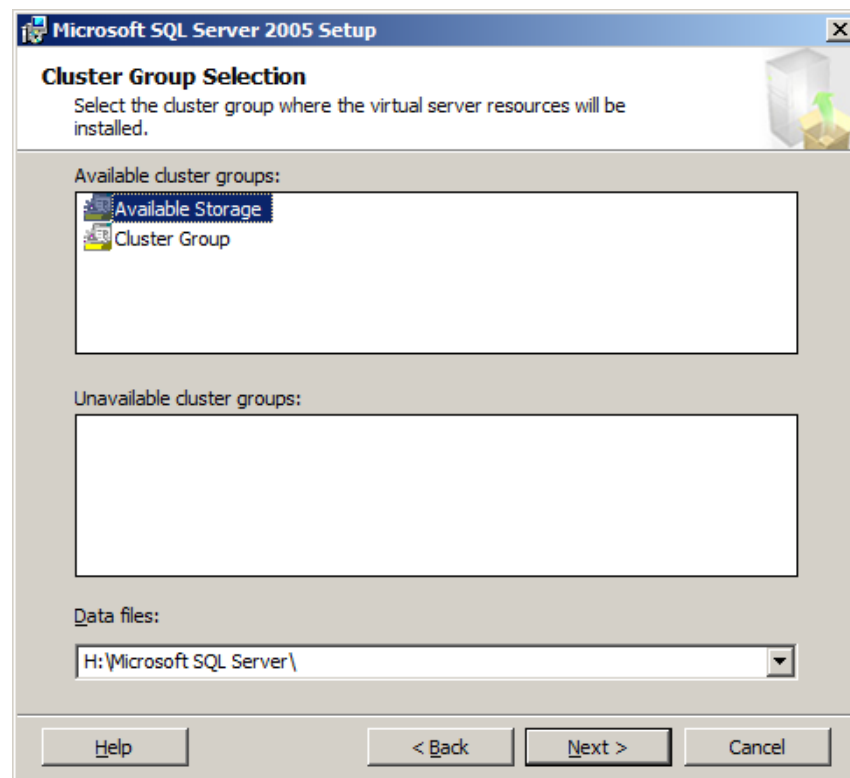 Microsoft SQL Server 2005 Setup
Cluster Group Selection
Select the cluster group where the virtual server resources will be
installed.
Available cluster groups:
Available Storage
Cluster Group
Unavailable cluster groups:
Data files:
H:\Microsoft SQL Server\
Help
< Back
Next >
Cancel